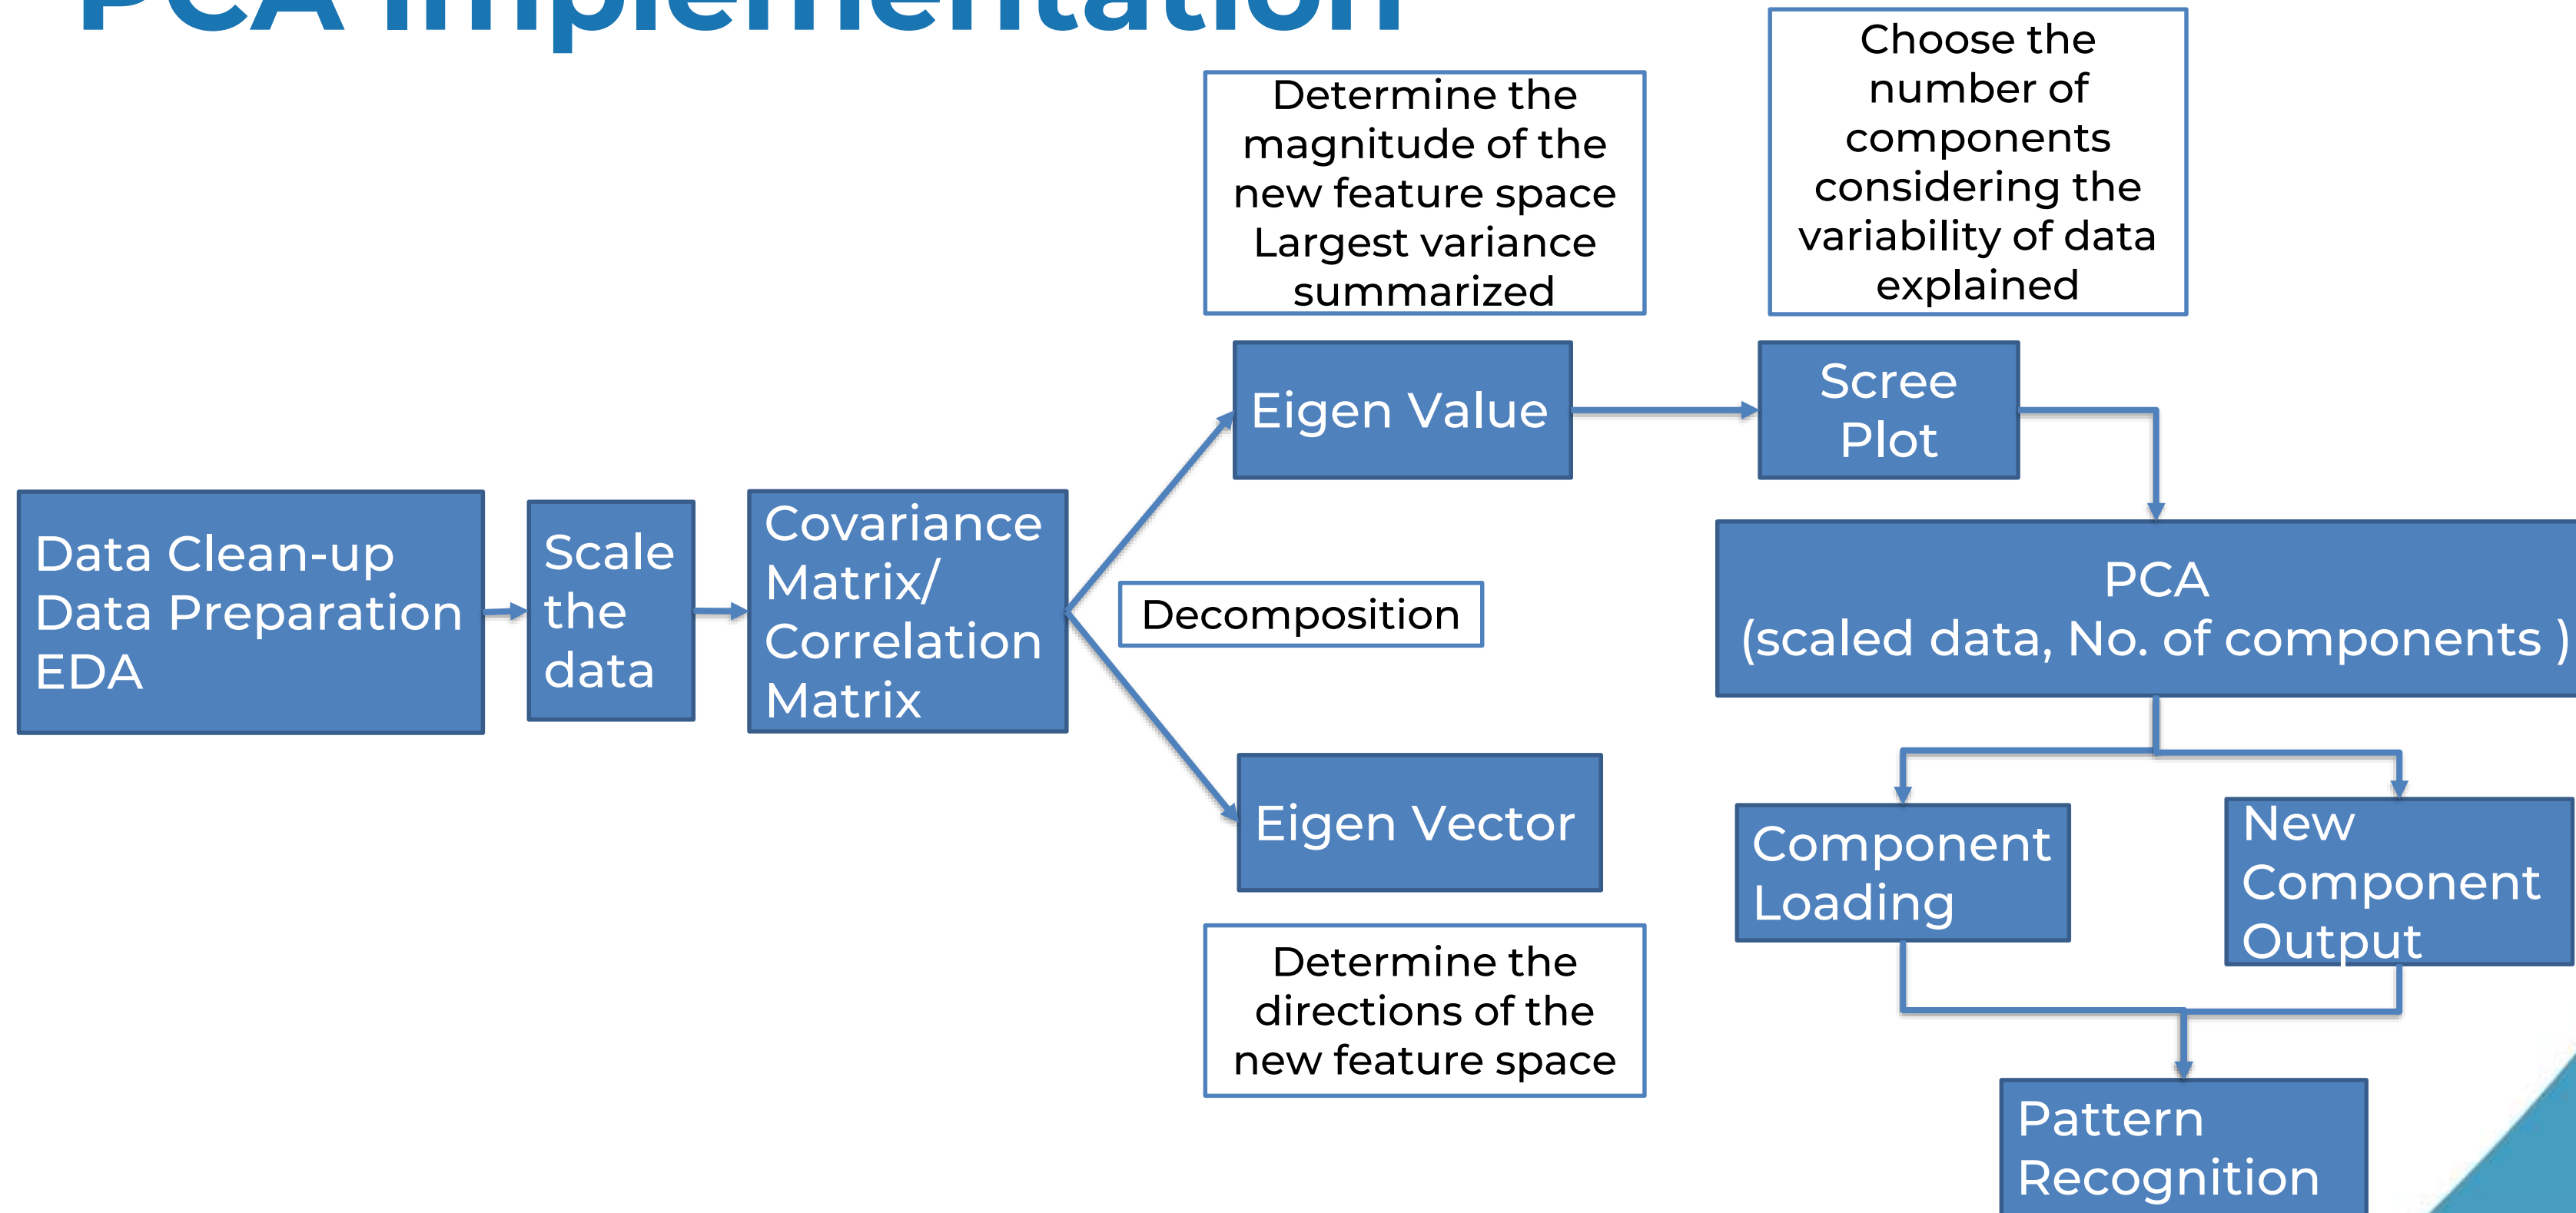 PCA Implementation
Determine the
magnitude of the
new feature space
Largest variance
summarized
Choose the
number of
components
considering the
variability of data
explained
Eigen Value
Scree
Plot
Data Clean-up
Data Preparation
EDA
Scale
the
data
Covariance
Matrix/
Correlation
Matrix
Decomposition
PCA
(scaled data, No. of components )
Eigen Vector
Component
Loading
New
Component
Output
Determine the
directions of the
new feature space
Pattern
Recognition